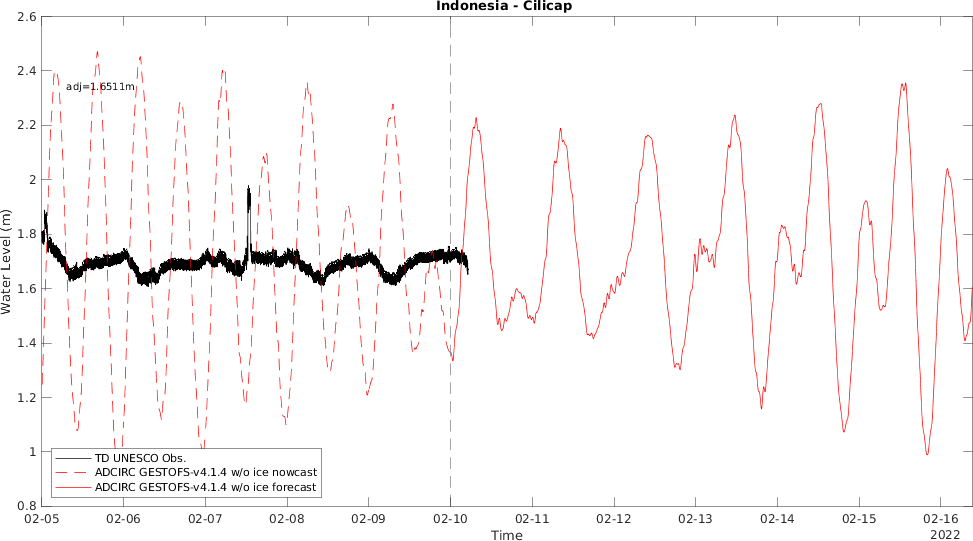 Indonesia - Cilicap
2.6
2.4
2.2
2
1.8
1.6
1.4
1.2
1
0.8
Water Level (m)
adj=1.6511m
TD UNESCO Obs.
ADCIRC GESTOFS-v4.1.4 w/o ice nowcast
ADCIRC GESTOFS-v4.1.4 w/o ice forecast
02-05 02-06 02-07 02-08 02-09 02-10 02-11 02-12 02-13 02-14 02-15 02-16
2022
Time